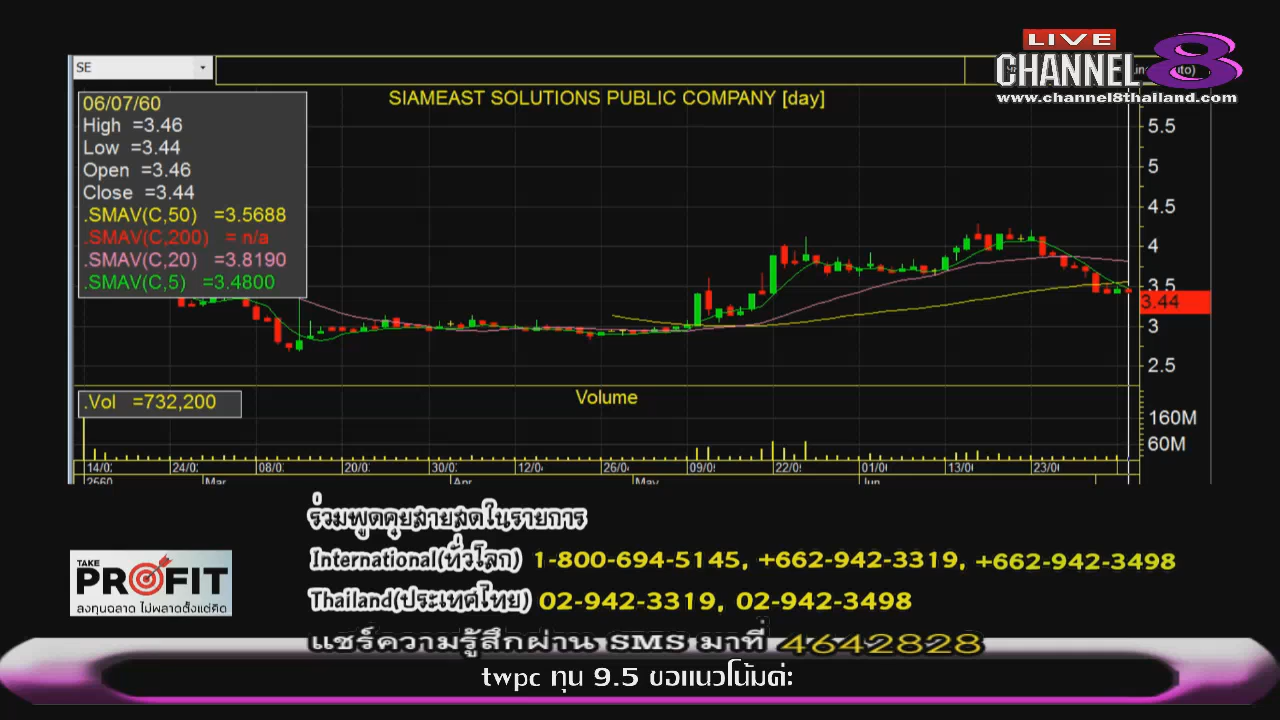 LIVE
CHANNEL 8
www.channel8thailand.com
SE
SIAMEAST SOLUTIONS PUBLIC COMPANY [day]
06/07/60
High =3.46
Low =3.44
Open =3.46
Close =3.44
.SMAV(C,50) =3.5688
.SMAV(C,200) = n/a
.SMAV(C,20) =3.8190
.SMAV(C,5) =3.4800
5.5
5
4.5
4
3.5
3.44
3
2.5
.Vol =732,200
Volume
160M
60M
14/0 24/0 08/0 20/0 30/0 12/0 26/0 09/0 22/0 01/0 13/0 23/0
2560 Mar Apr May Jun
ร่วมพูดคุยสายสดในรายการ
International(ทั่วโลก) 1-800-694-5145, +662-942-3319, +662-942-3498
Thailand(ประเทศไทย) 02-942-3319, 02-942-3498
TAKE PROFIT
ลงทุนฉลาด ไม่พลาดตั้งแต่คิด
แชร์ความรู้สึกผ่าน SMS มาที่ 4642828
twpc ทุน 9.5 ขอแนวโน้มค่ะ